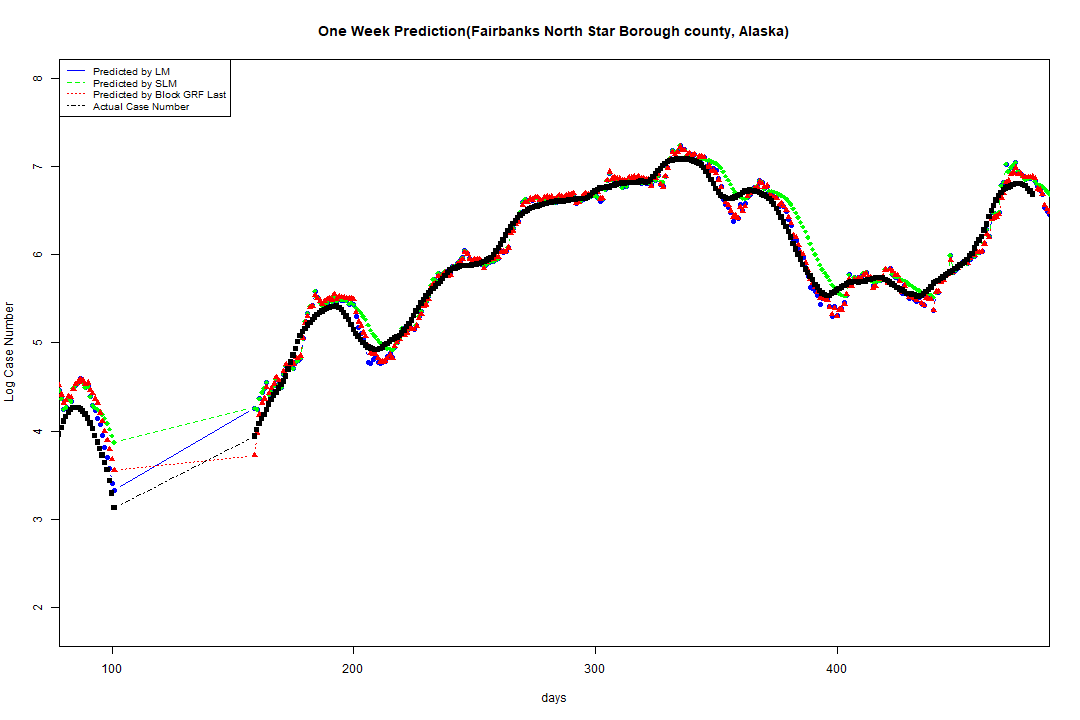 One Week Prediction(Fairbanks North Star Borough county, Alaska)
Predicted by LM
Predicted by SLM
Predicted by Block GRF Last
Actual Case Number
8
7
6
5
4
3
2
Log Case Number
100 200 300 400
days